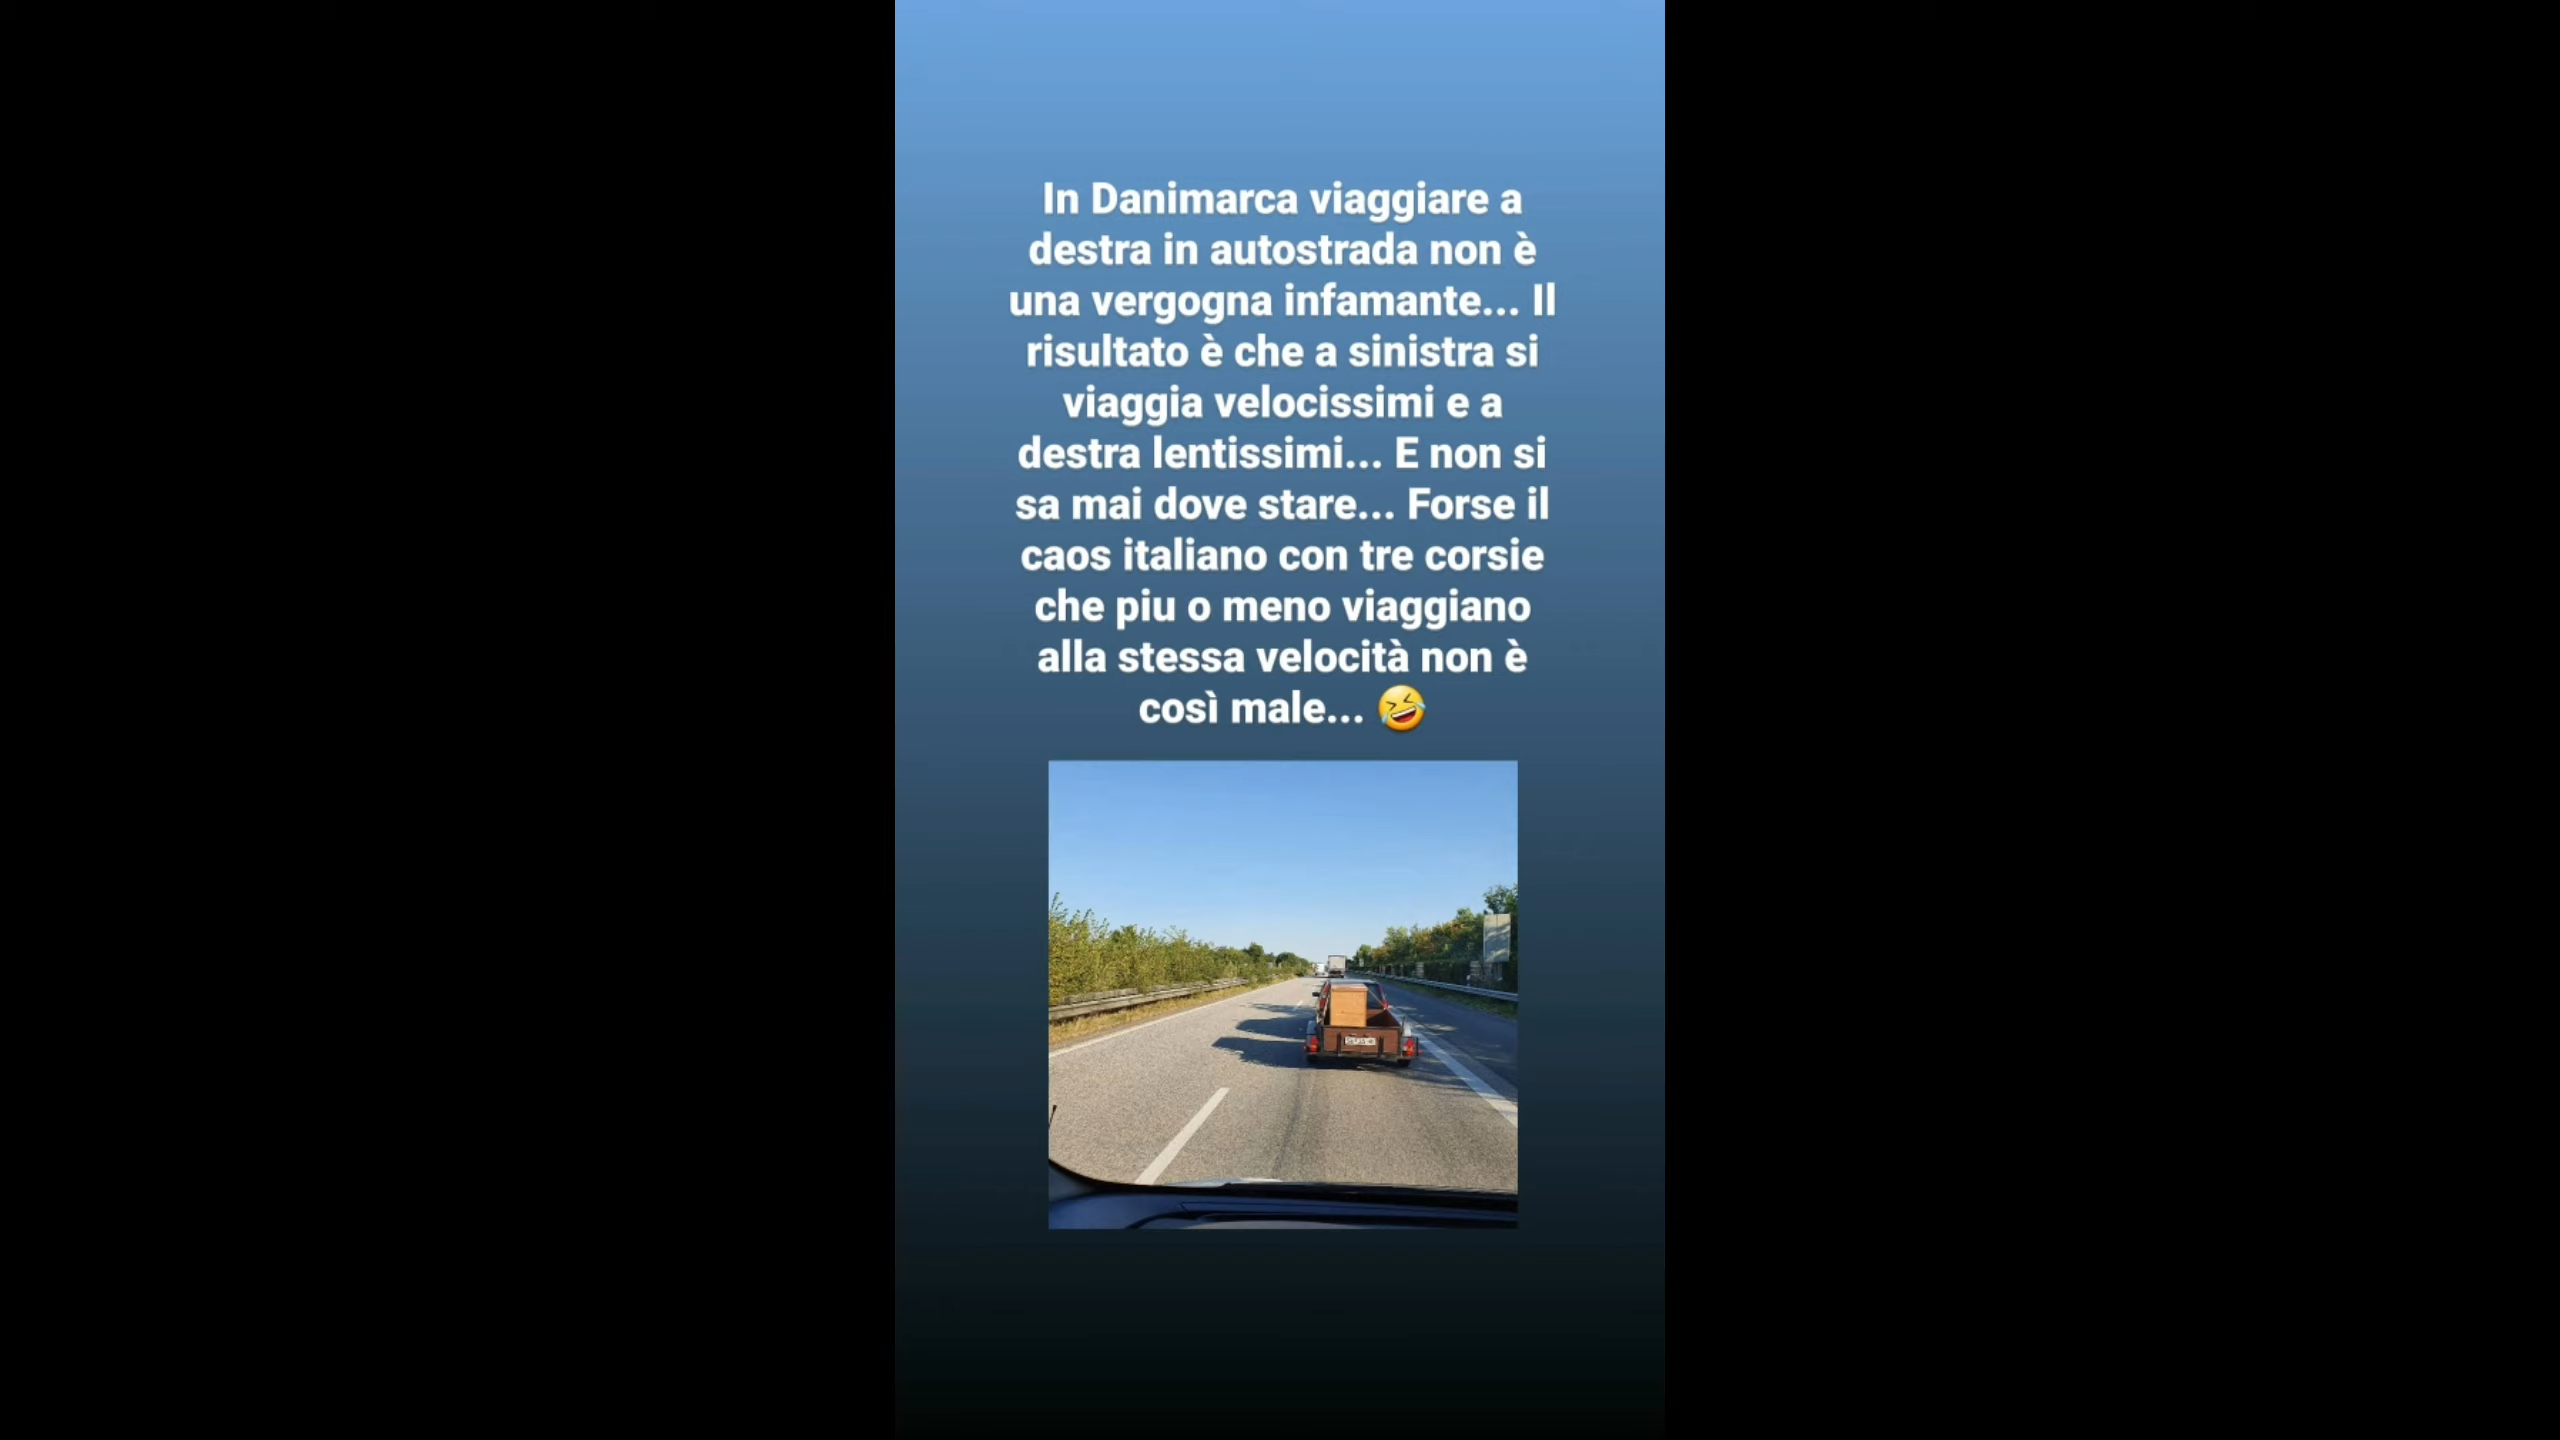 In Danimarca viaggiare a
destra in autostrada non è
una vergogna infamante... Il
risultato è che a sinistra si
viaggia velocissimi e a
destra lentissimi... E non si
sa mai dove stare... Forse il
caos italiano con tre corsie
che piu o meno viaggiano
alla stessa velocità non è
così male... 🤣